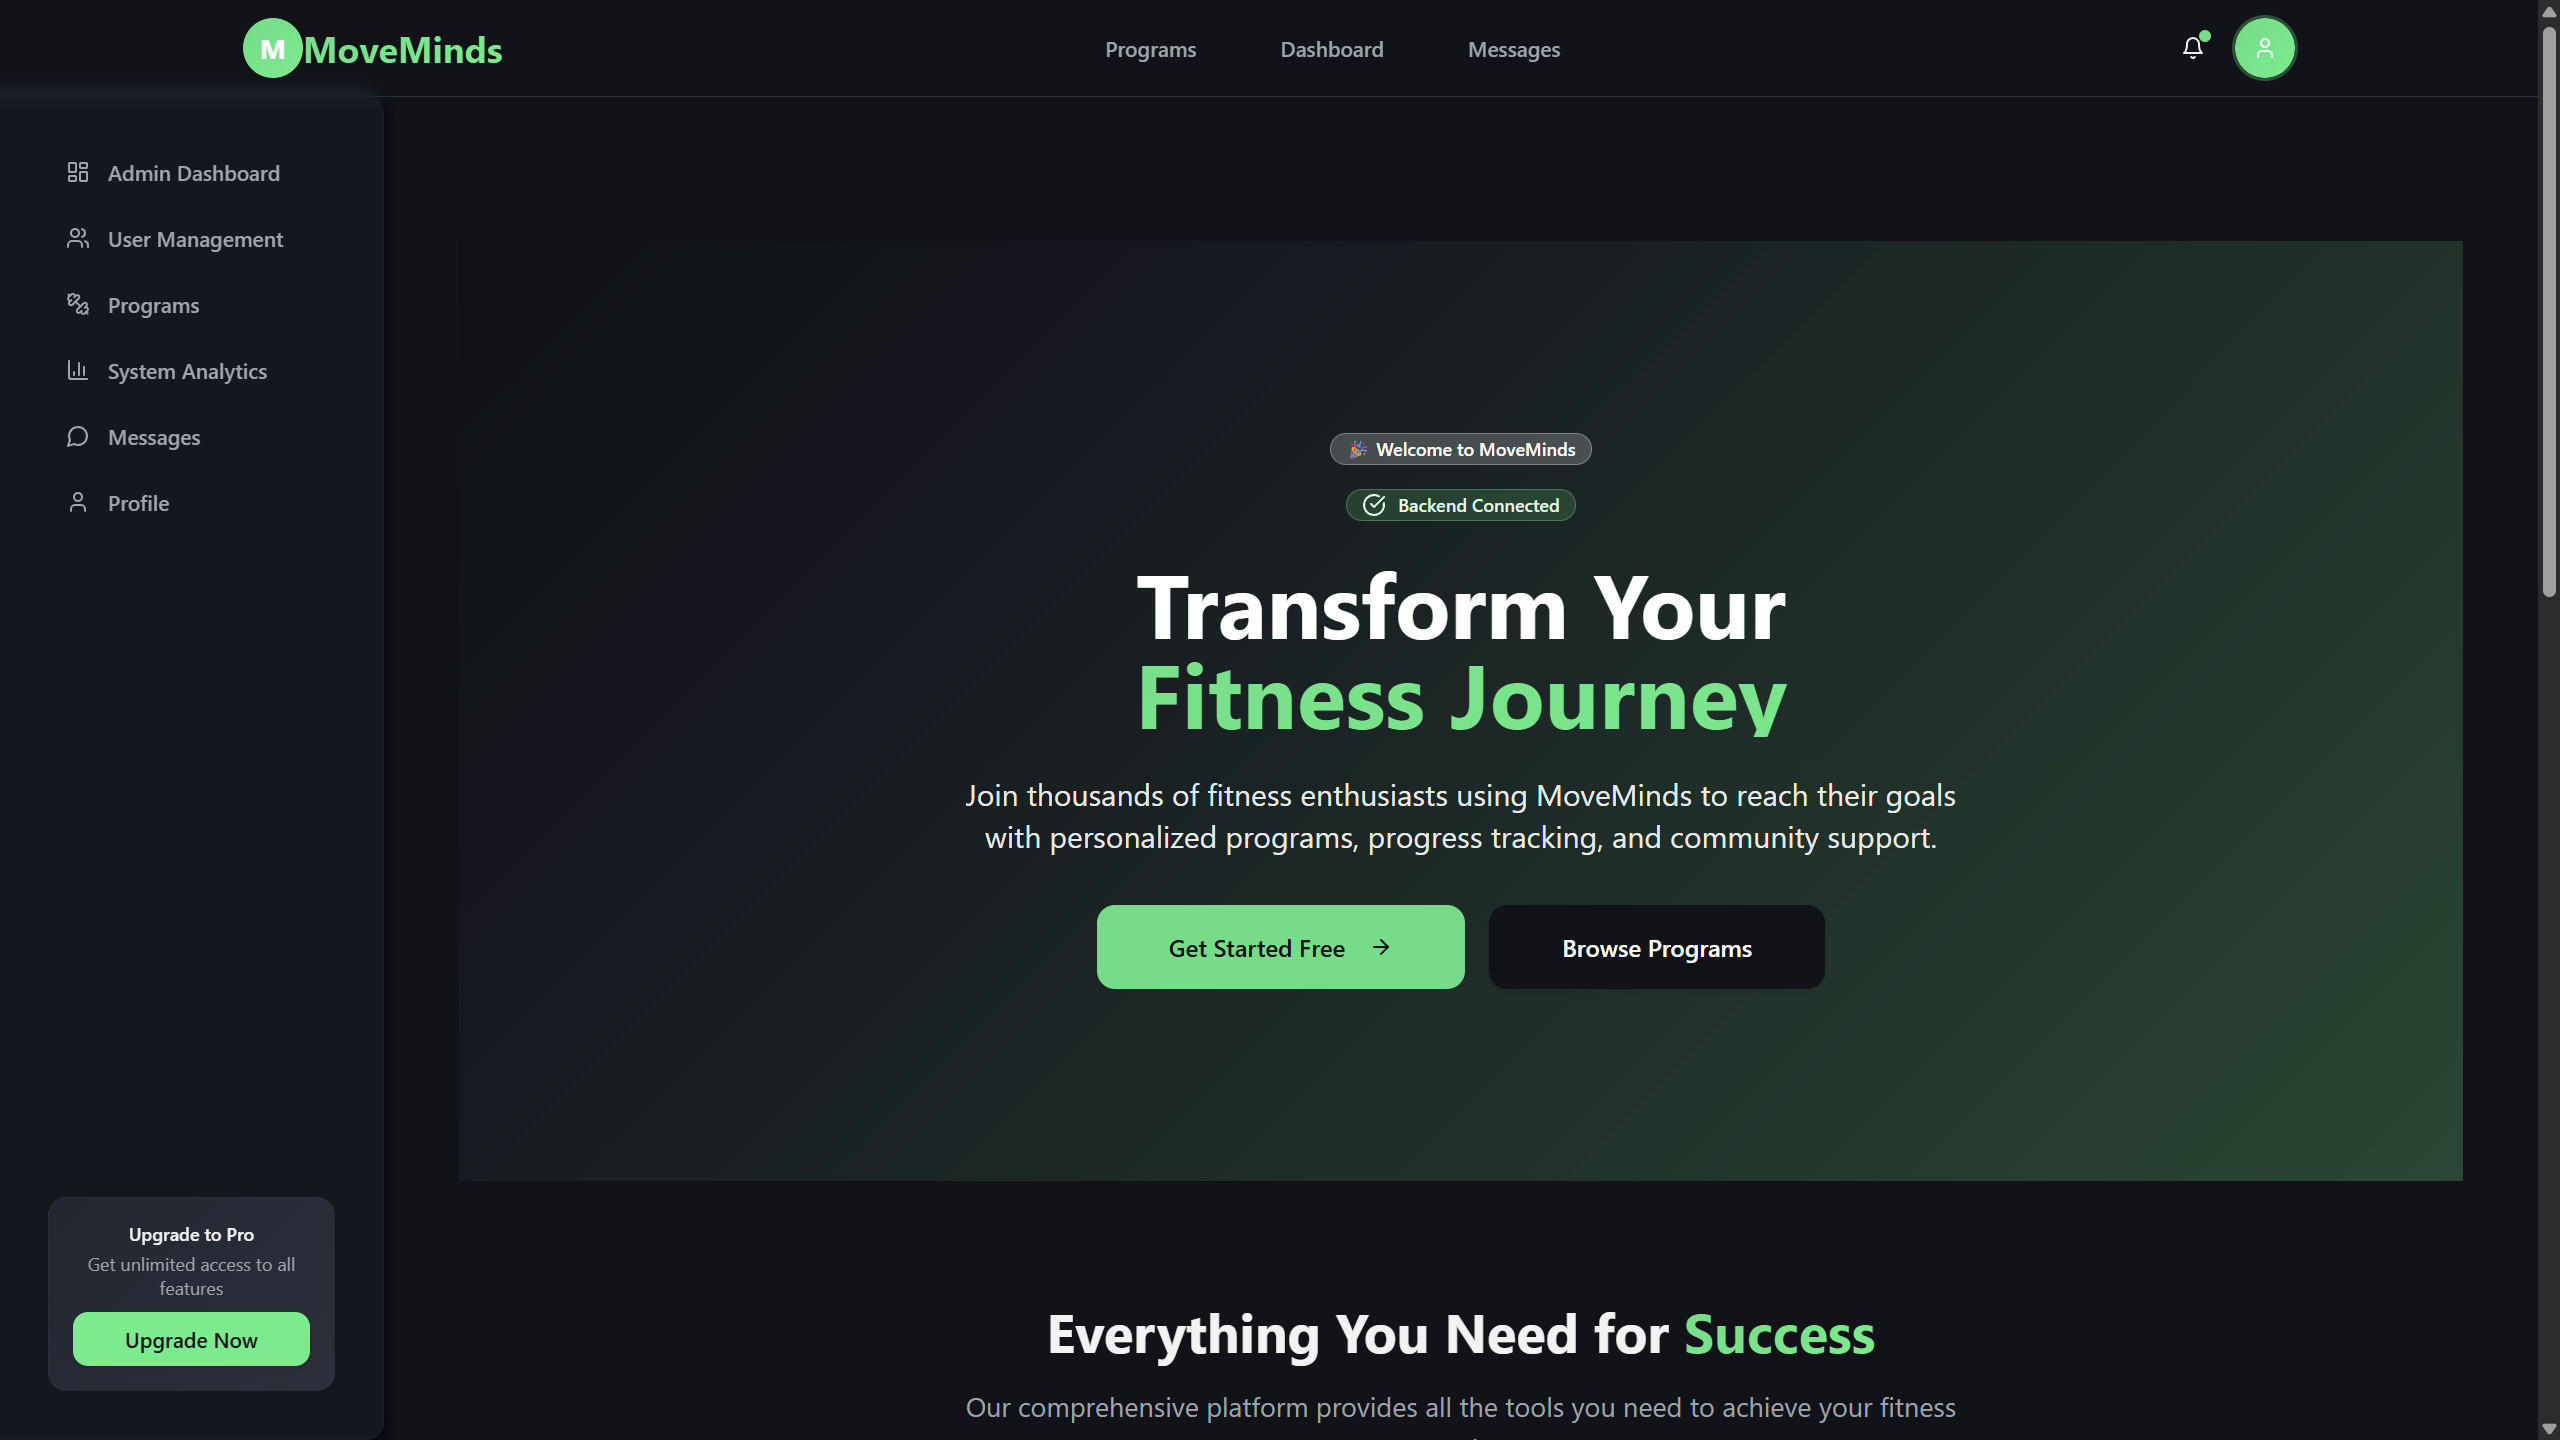 M MoveMinds
Programs
Dashboard
Messages
Admin Dashboard
User Management
Programs
System Analytics
Messages
Profile
Upgrade to Pro
Get unlimited access to all
features
Upgrade Now
🎉 Welcome to MoveMinds
Backend Connected
Transform Your
Fitness Journey
Join thousands of fitness enthusiasts using MoveMinds to reach their goals
with personalized programs, progress tracking, and community support.
Get Started Free →
Browse Programs
Everything You Need for Success
Our comprehensive platform provides all the tools you need to achieve your fitness